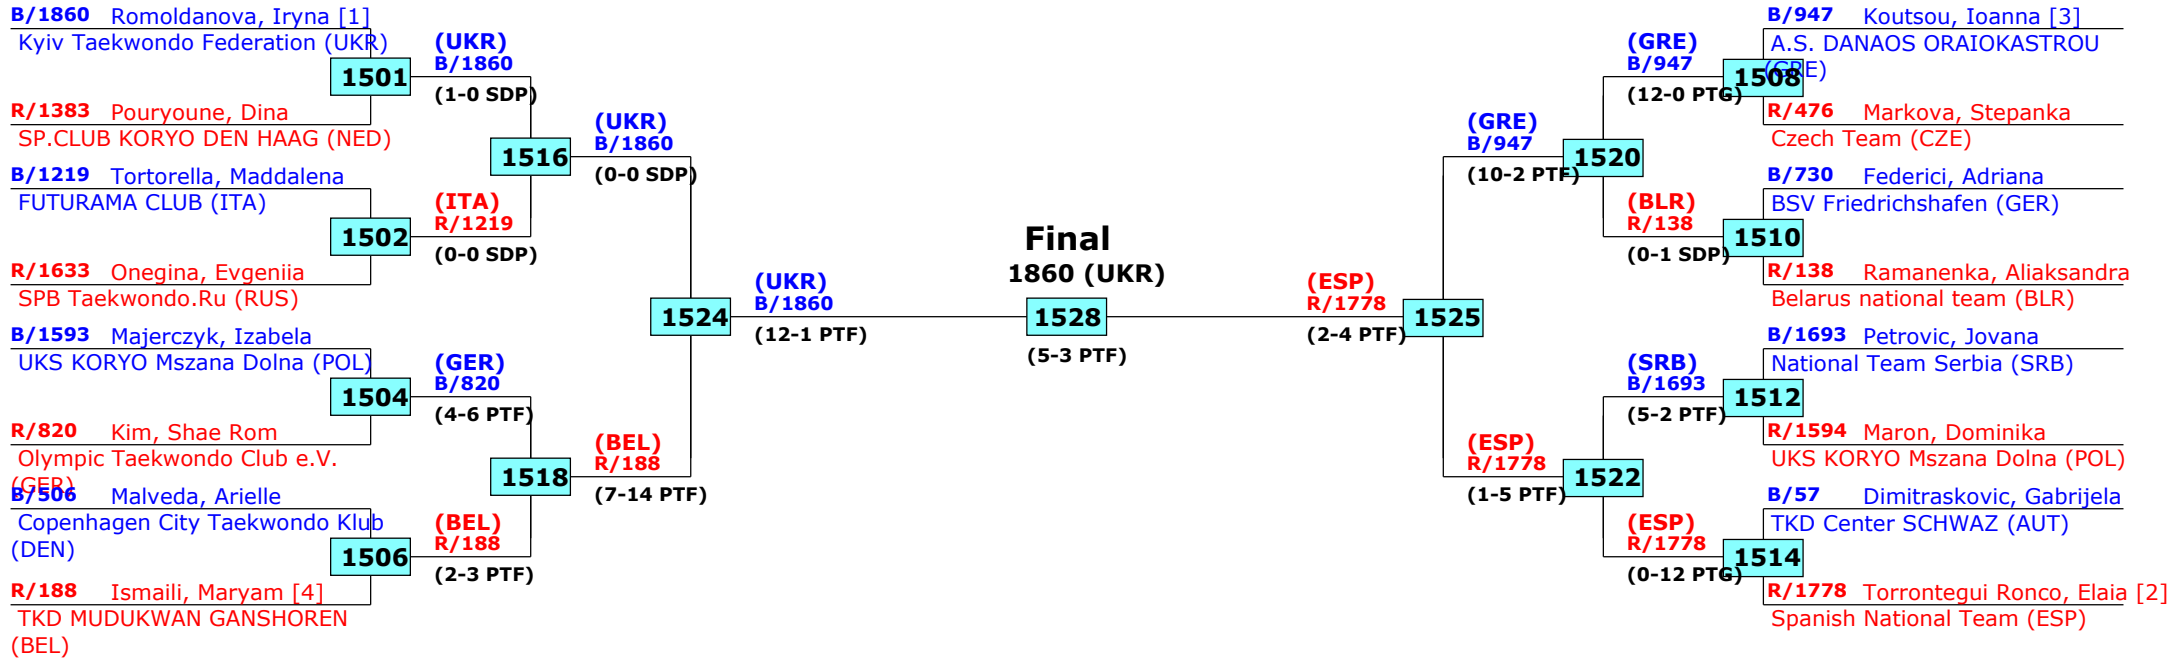 B/1860 Romoldanova, Iryna [1]
Kyiv Taekwondo Federation (UKR)
1501
R/1383 Pouryoune, Dina
SP.CLUB KORYO DEN HAAG (NED)
(UKR)
B/1860
(1-0 SDP)
B/1219 Tortorella, Maddalena
FUTURAMA CLUB (ITA)
1502
R/1633 Onegina, Evgeniia
SPB Taekwondo.Ru (RUS)
(ITA)
R/1219
(0-0 SDP)
1516
(UKR)
B/1860
(0-0 SDP)
B/1593 Majerczyk, Izabela
UKS KORYO Mszana Dolna (POL)
1504
R/820 Kim, Shae Rom
Olympic Taekwondo Club e.V.
(GER)
(GER)
B/820
(4-6 PTF)
B/506 Malveda, Arielle
Copenhagen City Taekwondo Klub
(DEN)
1506
R/188 Ismaili, Maryam [4]
TKD MUDUKWAN GANSHOREN
(BEL)
(BEL)
R/188
(2-3 PTF)
1518
(BEL)
R/188
(7-14 PTF)
1524
(UKR)
B/1860
(12-1 PTF)
Final
1860 (UKR)
1528
(5-3 PTF)
(ESP)
R/1778
(2-4 PTF)
1525
(GRE)
B/947
(10-2 PTF)
1520
(GRE)
B/947
(12-0 PTG)
1508
B/947 Koutsou, Ioanna [3]
A.S. DANAOS ORAIOKASTROU
(GRE)
R/476 Markova, Stepanka
Czech Team (CZE)
(BLR)
R/138
(0-1 SDP)
1510
B/730 Federici, Adriana
BSV Friedrichshafen (GER)
R/138 Ramanenka, Aliaksandra
Belarus national team (BLR)
(ESP)
R/1778
(1-5 PTF)
1522
(SRB)
B/1693
(5-2 PTF)
1512
B/1693 Petrovic, Jovana
National Team Serbia (SRB)
R/1594 Maron, Dominika
UKS KORYO Mszana Dolna (POL)
(ESP)
R/1778
(0-12 PTG)
1514
B/57 Dimitraskovic, Gabrijela
TKD Center SCHWAZ (AUT)
R/1778 Torrontegui Ronco, Elaia [2]
Spanish National Team (ESP)